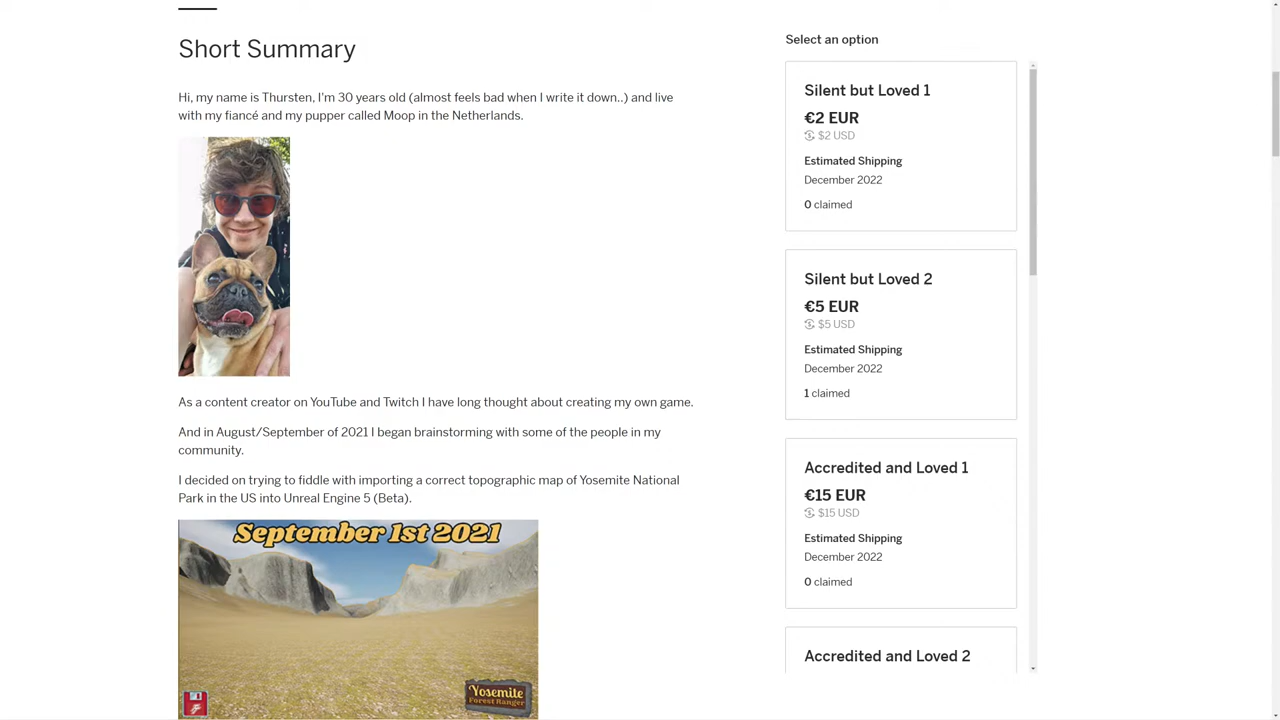 Short Summary
Hi, my name is Thursten, I'm 30 years old (almost feels bad when I write it down..) and live
with my fiancé and my pupper called Moop in the Netherlands.
As a content creator on YouTube and Twitch I have long thought about creating my own game.
And in August/September of 2021 I began brainstorming with some of the people in my
community.
I decided on trying to fiddle with importing a correct topographic map of Yosemite National
Park in the US into Unreal Engine 5 (Beta).
September 1st 2021
Yosemite
Forest Ranger
Select an option
Silent but Loved 1
€2 EUR
$2 USD
Estimated Shipping
December 2022
0 claimed
Silent but Loved 2
€5 EUR
$5 USD
Estimated Shipping
December 2022
1 claimed
Accredited and Loved 1
€15 EUR
$15 USD
Estimated Shipping
December 2022
0 claimed
Accredited and Loved 2